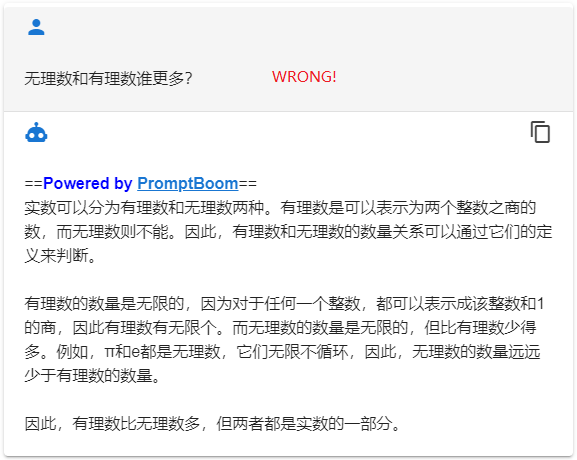 无理数和有理数谁更多？ WRONG!
==Powered by PromptBoom==
实数可以分为有理数和无理数两种。有理数是可以表示为两个整数之商的
数，而无理数则不能。因此，有理数和无理数的数量关系可以通过它们的定
义来判断。
有理数的数量是无限的，因为对于任何一个整数，都可以表示成该整数和1
的商，因此有理数有无限个。而无理数的数量是无限的，但比有理数少得
多。例如，π和e都是无理数，它们无限不循环，因此，无理数的数量远远
少于有理数的数量。
因此，有理数比无理数多，但两者都是实数的一部分。